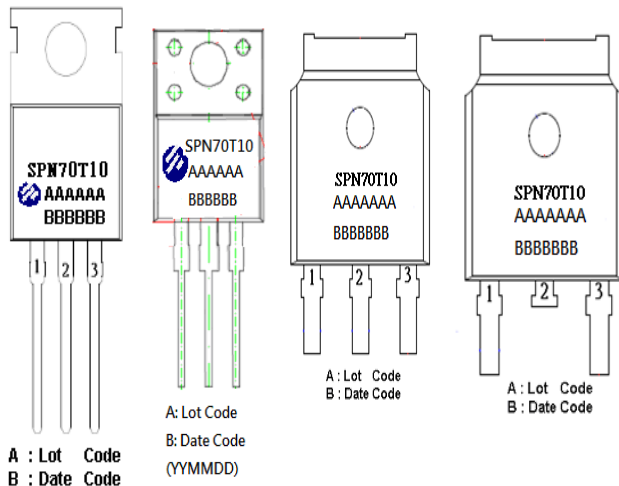 SPN70T10
AAAAAA
BBBBBB
1 2 3
A : Lot Code
B : Date Code
SPN70T10
AAAAAA
BBBBBB
A: Lot Code
B: Date Code
(YYMMDD)
SPN70T10
AAAAAAA
BBBBBBB
1 2 3
A : Lot Code
B : Date Code
SPN70T10
AAAAAAA
BBBBBBB
1 2 3
A : Lot Code
B : Date Code